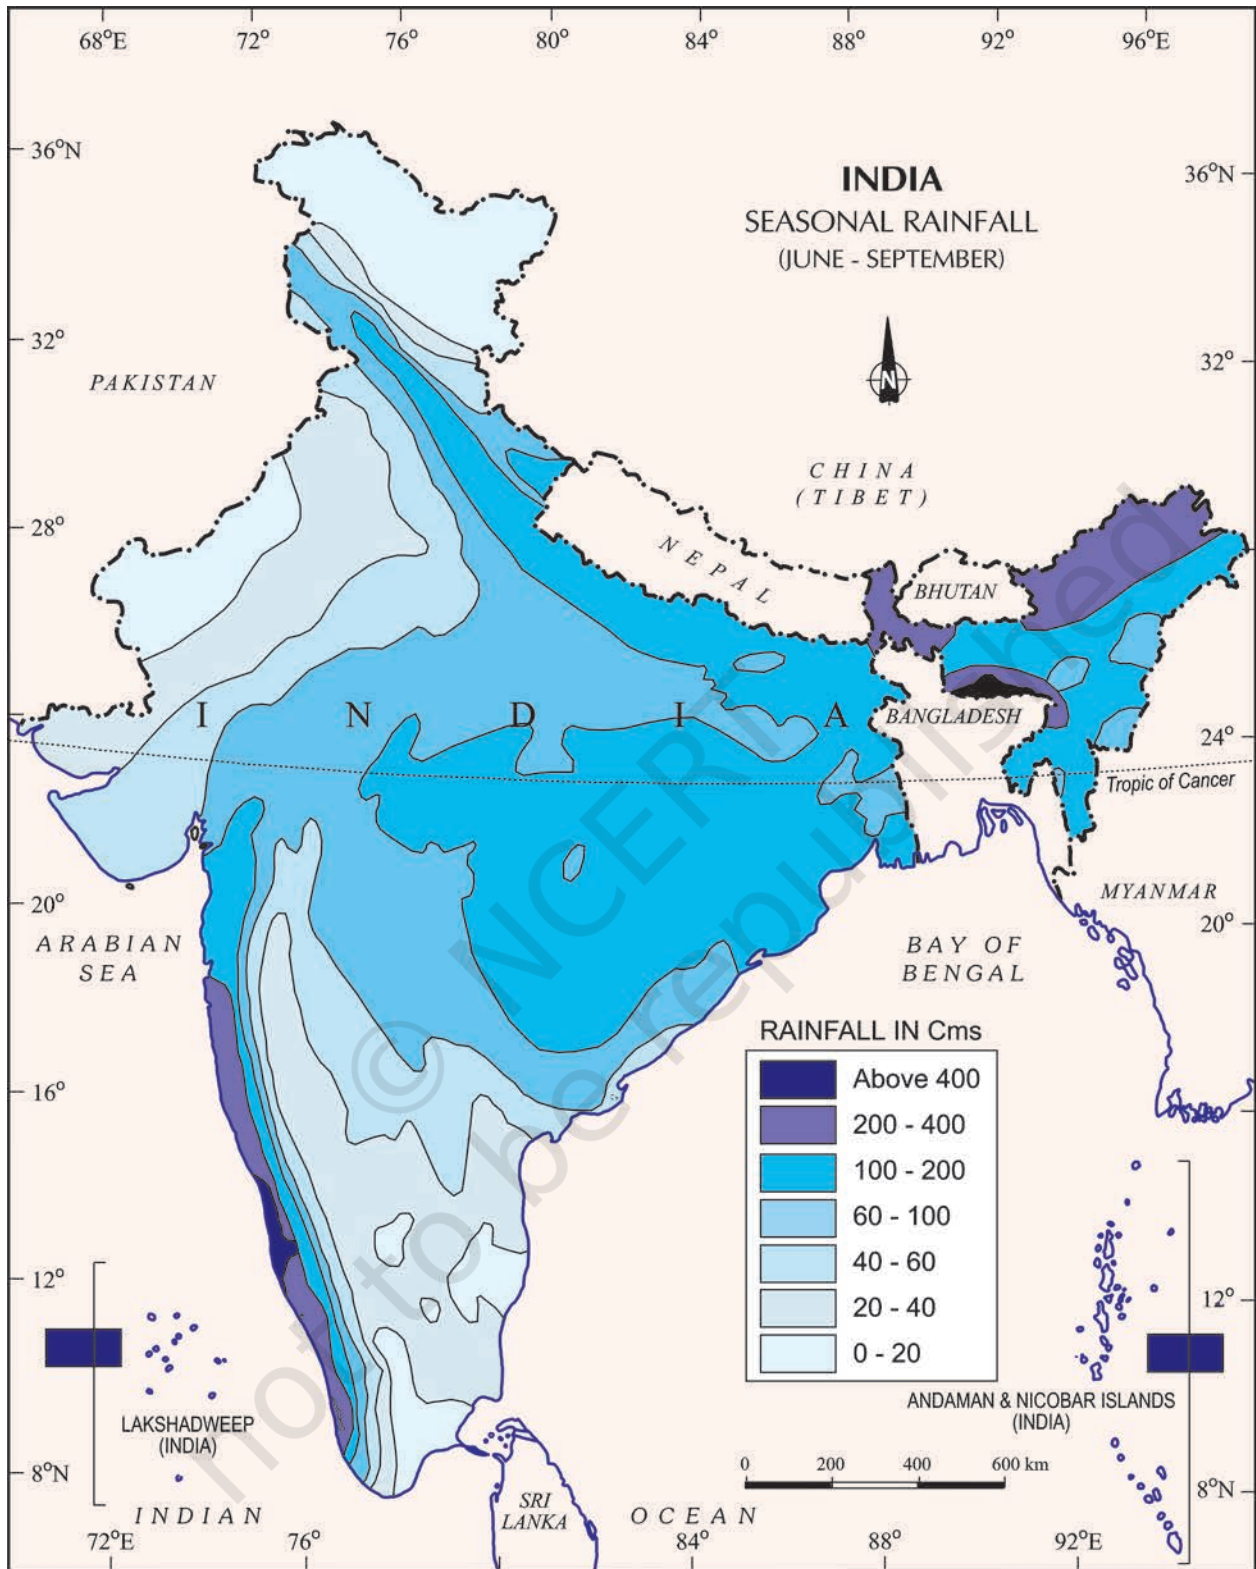 68°E 72° 76° 80° 84° 88° 92° 96°E
36°N
36°N
INDIA
SEASONAL RAINFALL
(JUNE - SEPTEMBER)
32°
32°
N
PAKISTAN
CHINA
(TIBET)
28°
NEPAL
BHUTAN
I N D I A
BANGLADESH
24°
Tropic of Cancer
MYANMAR
20°
20°
ARABIAN
SEA
BAY OF
BENGAL
© NCERT
not to be republished
RAINFALL IN Cms
Above 400
200 - 400
100 - 200
60 - 100
40 - 60
20 - 40
0 - 20
16°
12°
12°
LAKSHADWEEP
(INDIA)
ANDAMAN & NICOBAR ISLANDS
(INDIA)
0 200 400 600 km
8°N
8°N
SRI
LANKA
INDIAN OCEAN
72°E 76° 84° 88° 92°E